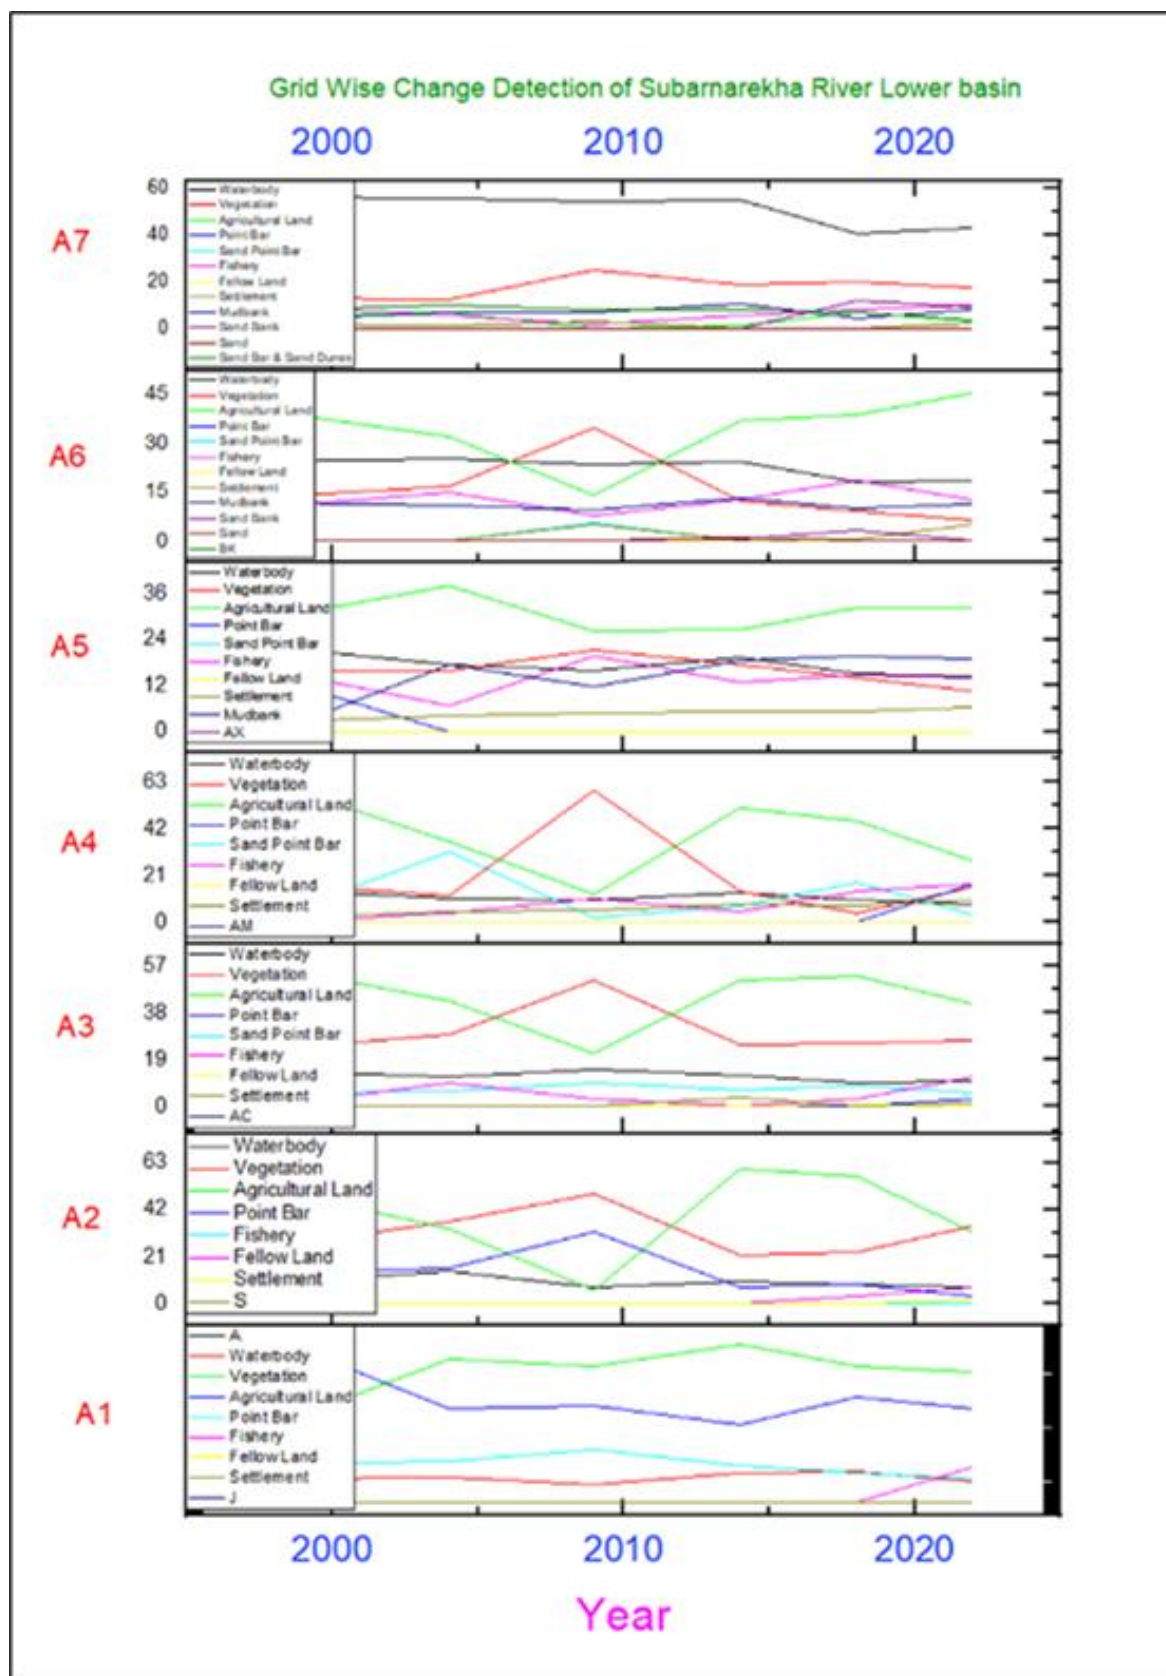 Grid Wise Change Detection of Subarnarekha River Lower basin
2000 2010 2020
A7
60
40
20
0
Waterbody
Vegetation
Agricultural Land
Point Bar
Sand Point Bar
Fishery
Fellow Land
Settlement
Mudbank
Sand Bank
Sand
Sand Bar & Sand Dunes
A6
45
30
15
0
Waterbody
Vegetation
Agricultural Land
Point Bar
Sand Point Bar
Fishery
Fellow Land
Settlement
Mudbank
Sand Bank
Sand
BK
A5
36
24
12
0
Waterbody
Vegetation
Agricultural Land
Point Bar
Sand Point Bar
Fishery
Fellow Land
Settlement
Mudbank
AX
A4
63
42
21
0
Waterbody
Vegetation
Agricultural Land
Point Bar
Sand Point Bar
Fishery
Fellow Land
Settlement
AM
A3
57
38
19
0
Waterbody
Vegetation
Agricultural Land
Point Bar
Sand Point Bar
Fishery
Fellow Land
Settlement
AC
A2
63
42
21
0
Waterbody
Vegetation
Agricultural Land
Point Bar
Fishery
Fellow Land
Settlement
S
A1
A
Waterbody
Vegetation
Agricultural Land
Point Bar
Fishery
Fellow Land
Settlement
J
2000 2010 2020
Year